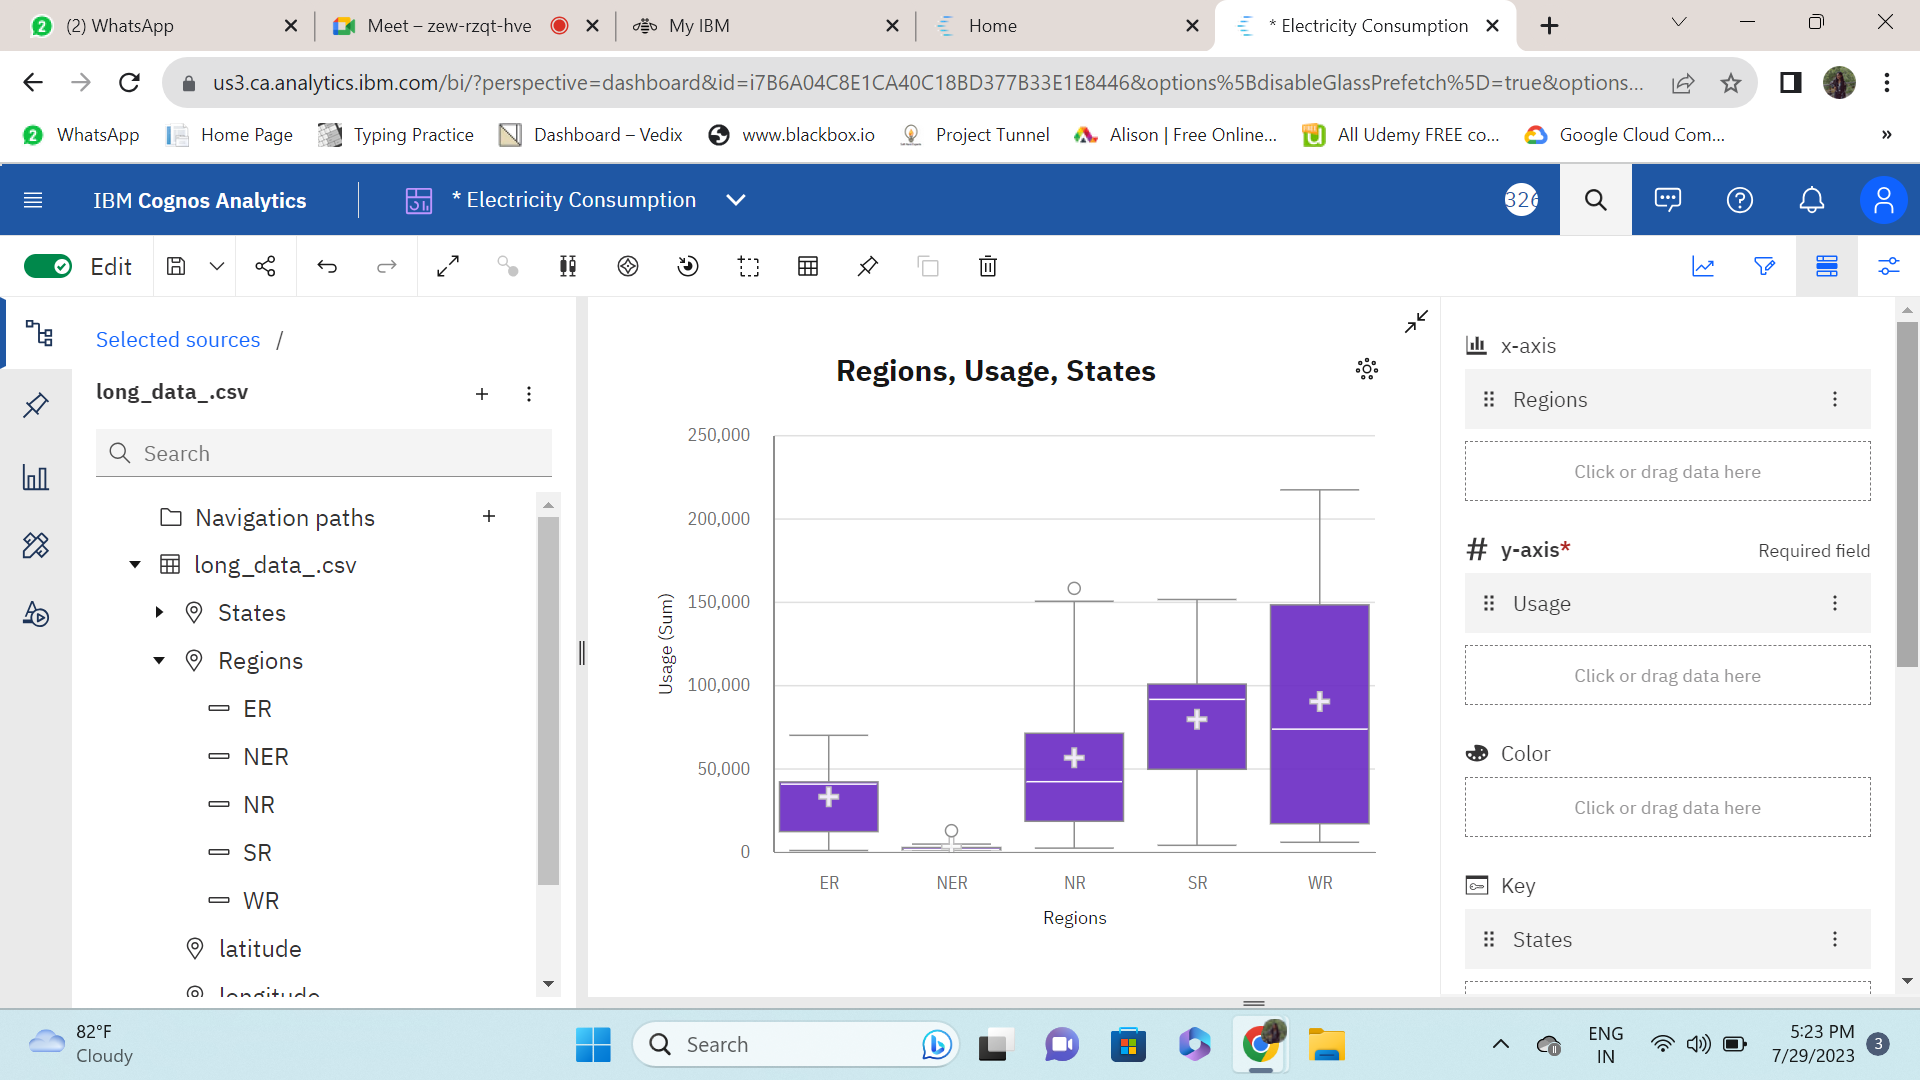 (2) WhatsApp
Meet – zew-rzqt-hve
My IBM
Home
* Electricity Consumption
us3.ca.analytics.ibm.com/bi/?perspective=dashboard&id=i7B6A04C8E1CA40C18BD377B33E1E8446&options%5BdisableGlassPrefetch%5D=true&options...
WhatsApp
Home Page
Typing Practice
Dashboard – Vedix
www.blackbox.io
Project Tunnel
Alison | Free Online...
All Udemy FREE co...
Google Cloud Com...
»
IBM Cognos Analytics
* Electricity Consumption
326
Edit
Selected sources /
long_data_.csv
Search
Navigation paths
long_data_.csv
States
Regions
ER
NER
NR
SR
WR
latitude
longitude
Regions, Usage, States
250,000
200,000
150,000
100,000
50,000
0
Usage (Sum)
ER NER NR SR WR
Regions
x-axis
Regions
Click or drag data here
y-axis* Required field
Usage
Click or drag data here
Color
Click or drag data here
Key
States
82°F
Cloudy
Search
ENG
IN
5:23 PM
7/29/2023
3